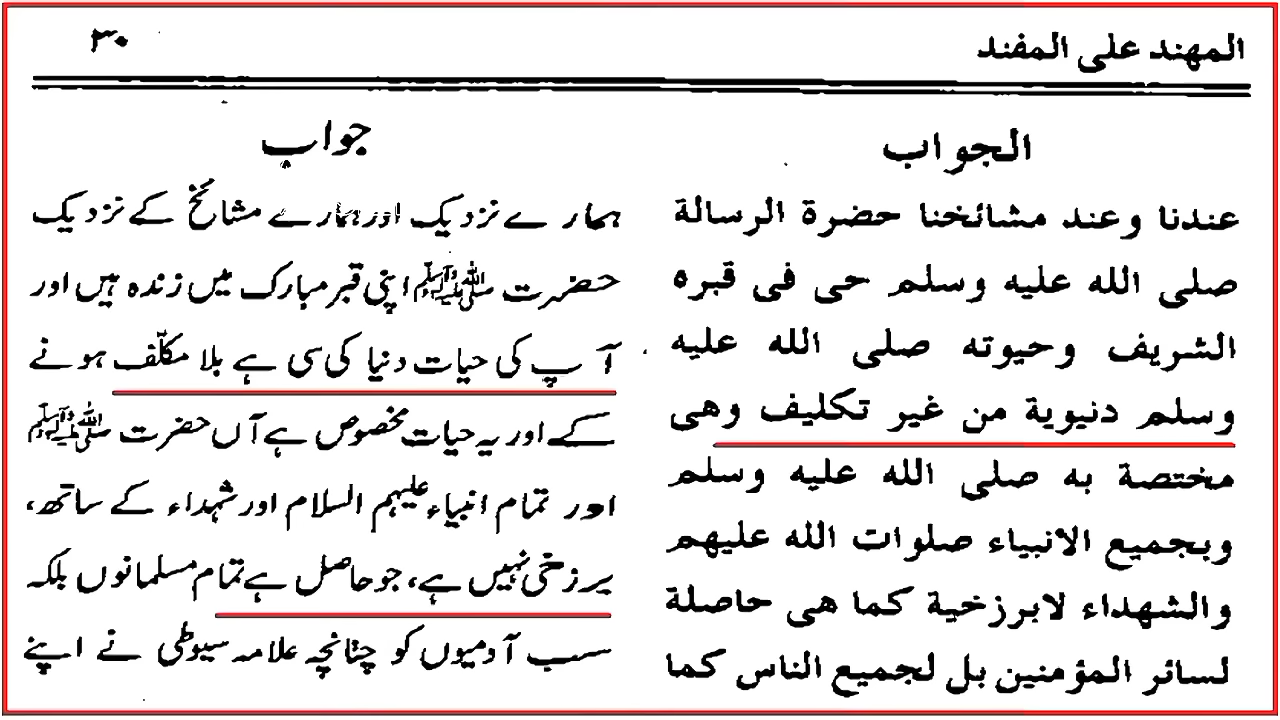 المهند على المفند
٣٠
الجواب
عندنا وعند مشائخنا حضرة الرسالة
صلى الله عليه وسلم حى فى قبره
الشريف وحيوته صلى الله عليه
وسلم دنيوية من غير تكليف وهى
مختصة به صلى الله عليه وسلم
وبجميع الانبياء صلوات الله عليهم
والشهداء لابرزخية كما هى حاصلة
لسائر المؤمنين بل لجميع الناس كما
جواب
ہمارے نزدیک اور ہمارے مشائخ کے نزدیک
حضرت ﷺ اپنی قبر مبارک میں زندہ ہیں اور
آپ کی حیات دنیا کی سی ہے بلا مکلّف ہونے
کے اور یہ حیات مخصوص ہے آں حضرت ﷺ
اور تمام انبیاء علیہم السلام اور شہداء کے ساتھ،
برزخی نہیں ہے، جو حاصل ہے تمام مسلمانوں بلکہ
سب آدمیوں کو چنانچہ علامہ سیوطی نے اپنے